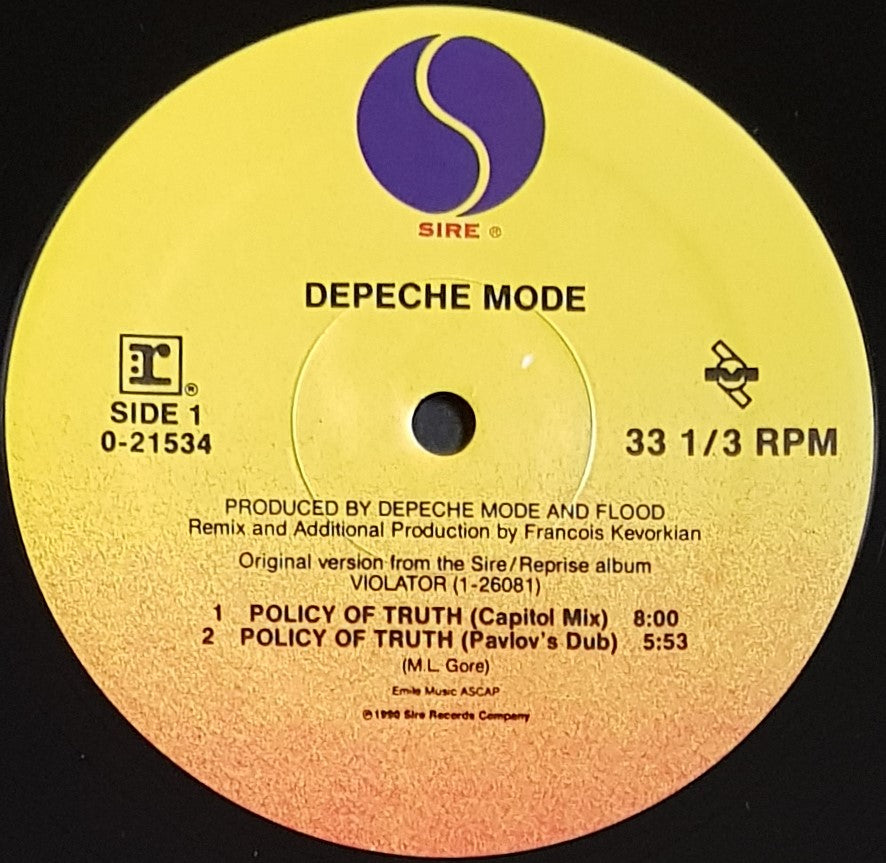 SIRE ®
DEPECHE MODE
r ®
SIDE 1
0-21534
33 1/3 RPM
PRODUCED BY DEPECHE MODE AND FLOOD
Remix and Additional Production by Francois Kevorkian
Original version from the Sire/Reprise album
VIOLATOR (1-26081)
1 POLICY OF TRUTH (Capitol Mix) 8:00
2 POLICY OF TRUTH (Pavlov's Dub) 5:53
(M.L. Gore)
Emile Music ASCAP
℗1990 Sire Records Company